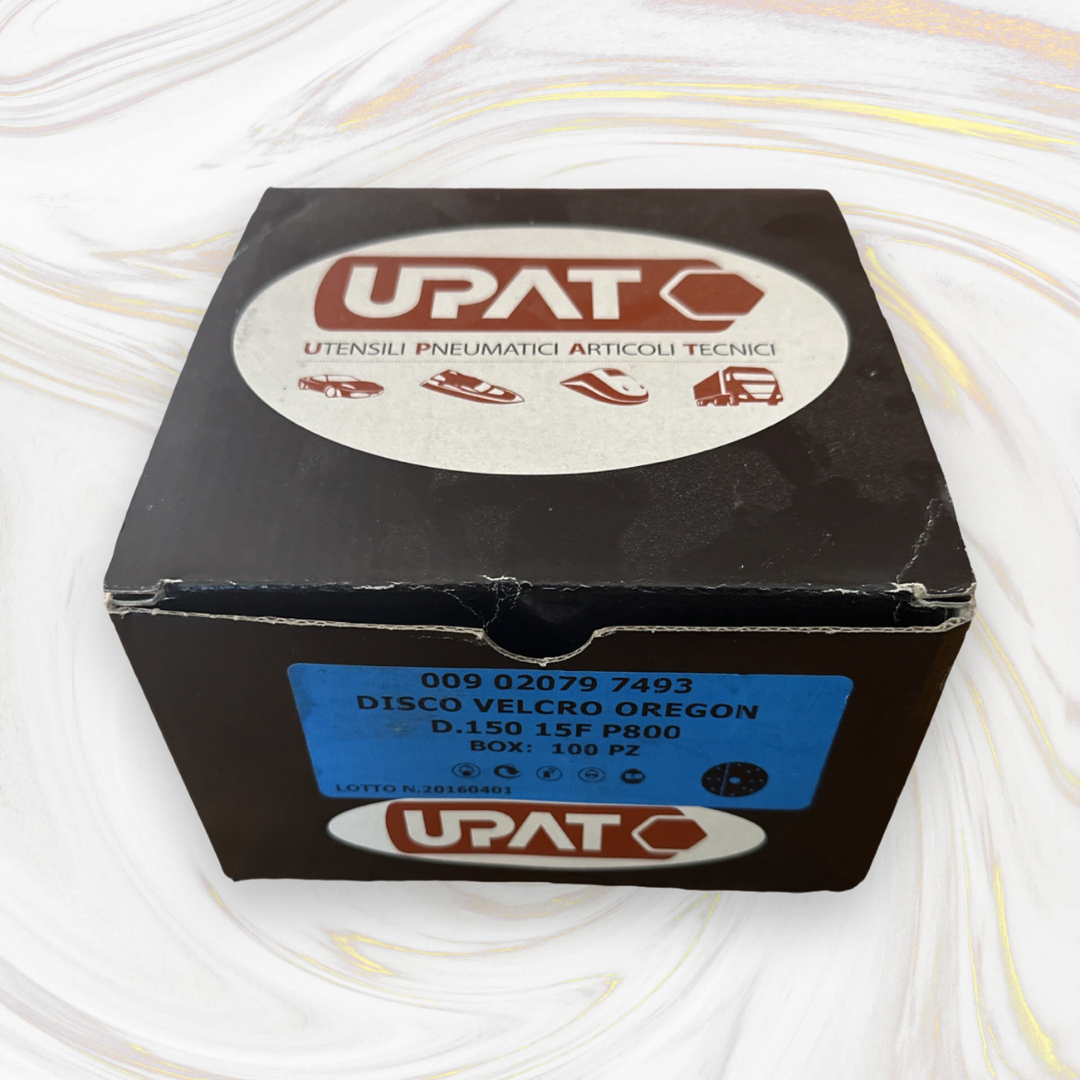 UPAT
UTENSILI PNEUMATICI ARTICOLI TECNICI
009 02079 7493
DISCO VELCRO OREGON
D.150 15F P800
BOX: 100 PZ
LOTTO N.20160401
UPAT